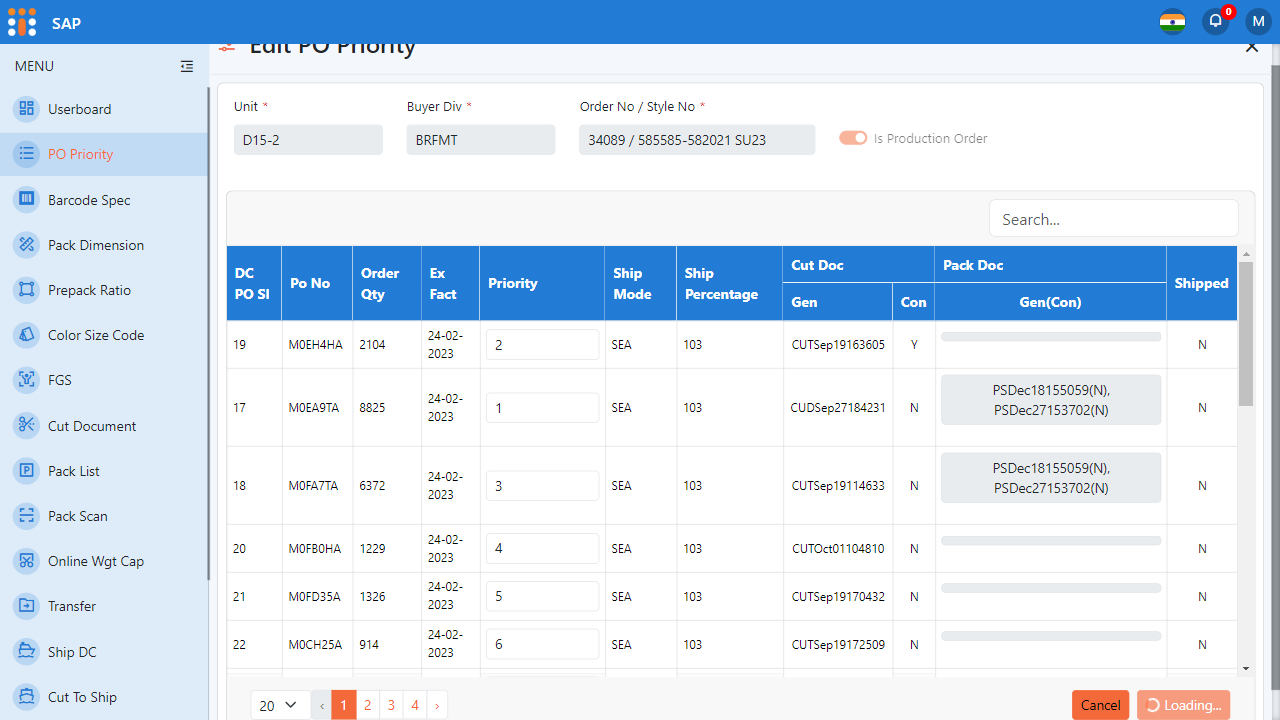 SAP
0
M
Edit PO Priority
MENU
Userboard
PO Priority
Barcode Spec
Pack Dimension
Prepack Ratio
Color Size Code
FGS
Cut Document
Pack List
Pack Scan
Online Wgt Cap
Transfer
Ship DC
Cut To Ship
Unit *
Buyer Div *
Order No / Style No *
D15-2
BRFMT
34089 / 585585-582021 SU23
Is Production Order
Search...
DC PO Sl
Po No
Order Qty
Ex Fact
Priority
Ship Mode
Ship Percentage
Cut Doc
Pack Doc
Shipped
Gen
Con
Gen(Con)
19 M0EH4HA 2104 24-02-2023 2 SEA 103 CUTSep19163605 Y N
17 M0EA9TA 8825 24-02-2023 1 SEA 103 CUDSep27184231 N PSDec18155059(N), PSDec27153702(N) N
18 M0FA7TA 6372 24-02-2023 3 SEA 103 CUTSep19114633 N PSDec18155059(N), PSDec27153702(N) N
20 M0FB0HA 1229 24-02-2023 4 SEA 103 CUTOct01104810 N N
21 M0FD35A 1326 24-02-2023 5 SEA 103 CUTSep19170432 N N
22 M0CH25A 914 24-02-2023 6 SEA 103 CUTSep19172509 N N
20 ‹ 1 2 3 4 ›
Cancel
Loading...